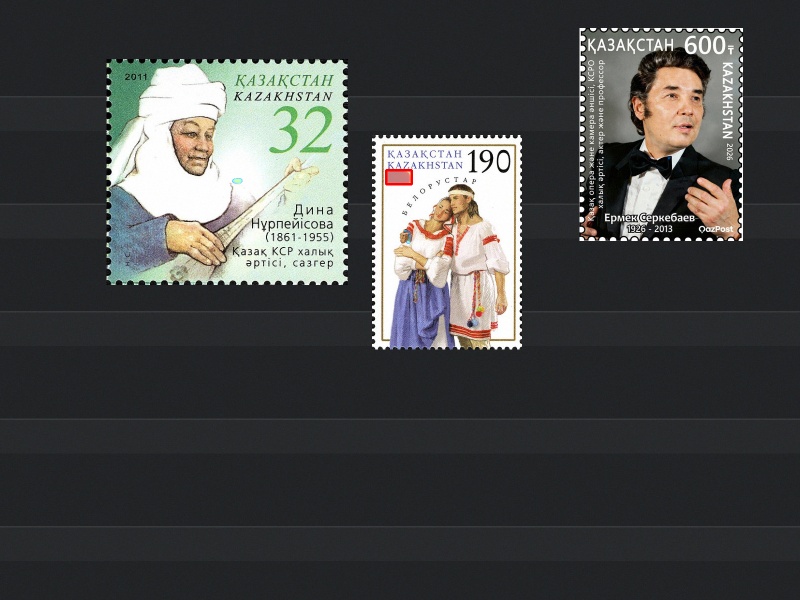 2011
ҚАЗАҚСТАН
KAZAKHSTAN
32
Дина
Нұрпейісова
(1861-1955)
Қазақ КСР халық
әртісі, сазгер
ҚАЗАҚСТАН
KAZAKHSTAN
190
БЕЛОРУСТАР
ҚАЗАҚСТАН 600₸
KAZAKHSTAN 2026
Қазақ опера және камера әншісі, КСРО
халық әртісі, актер және профессор
Ермек Серкебаев
1926 - 2013
QazPost